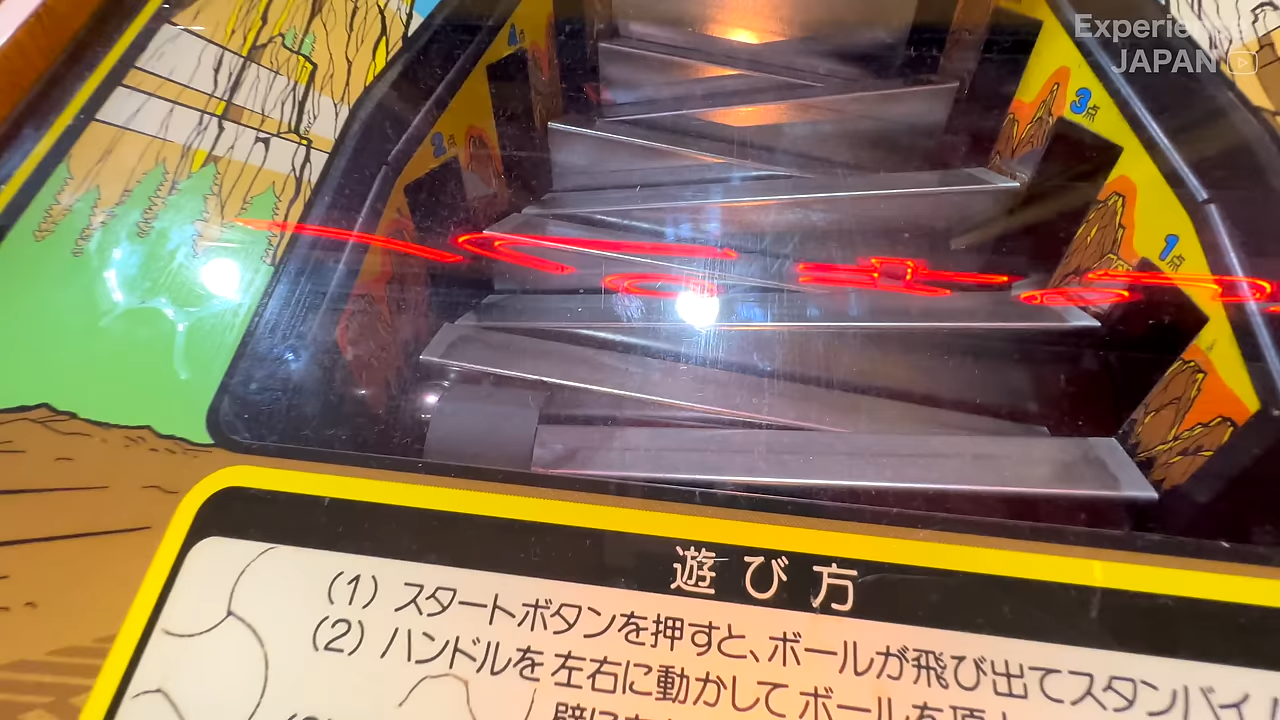 Experience
JAPAN
4点
2点
3点
1点
遊び方
(1) スタートボタンを押すと、ボールが飛び出てスタンバイ
(2) ハンドルを左右に動かしてボールを頂